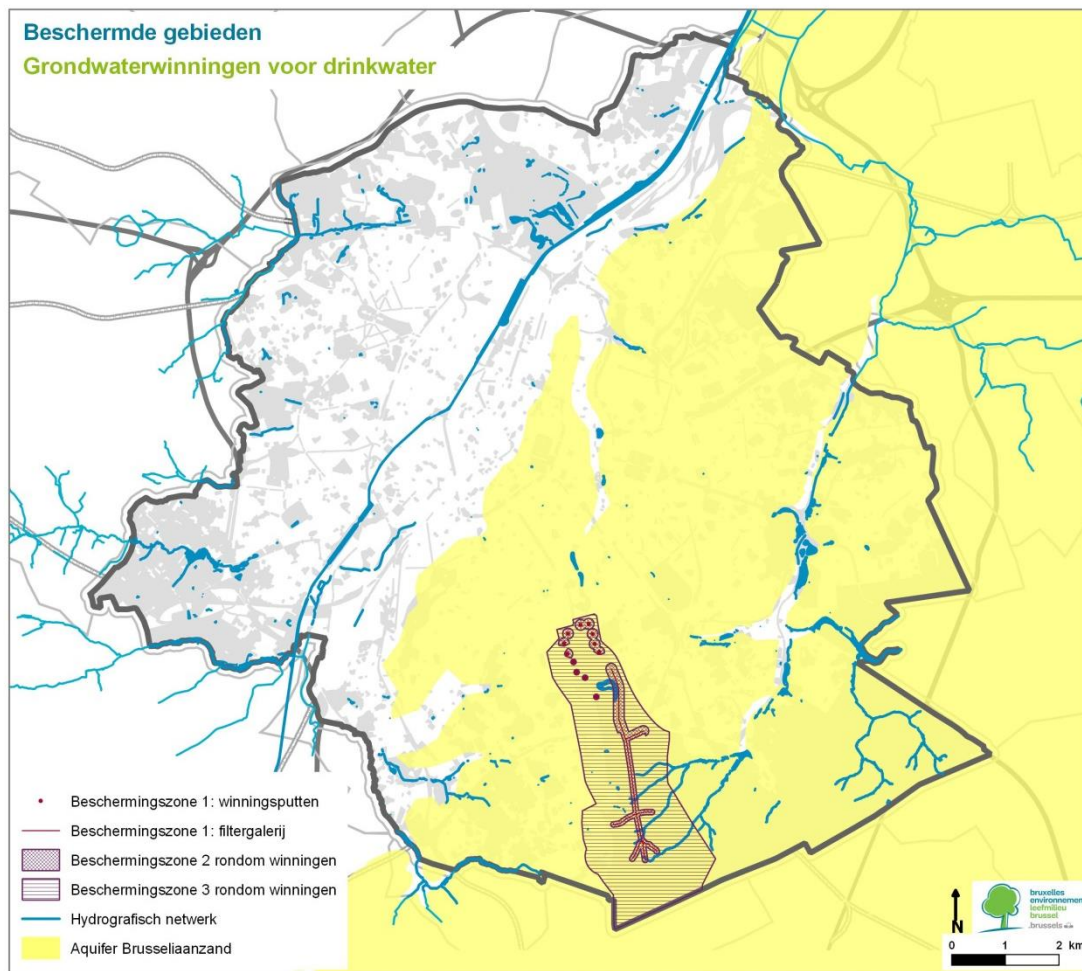 Beschermde gebieden
Grondwaterwinningen voor drinkwater
Beschermingszone 1: winningsputten
Beschermingszone 1: filtergalerij
Beschermingszone 2 rondom winningen
Beschermingszone 3 rondom winningen
Hydrografisch netwerk
Aquifer Brusseliaanzand
N
bruxelles
environnement
leefmilieu
brussel
.brussels
0 1 2 km